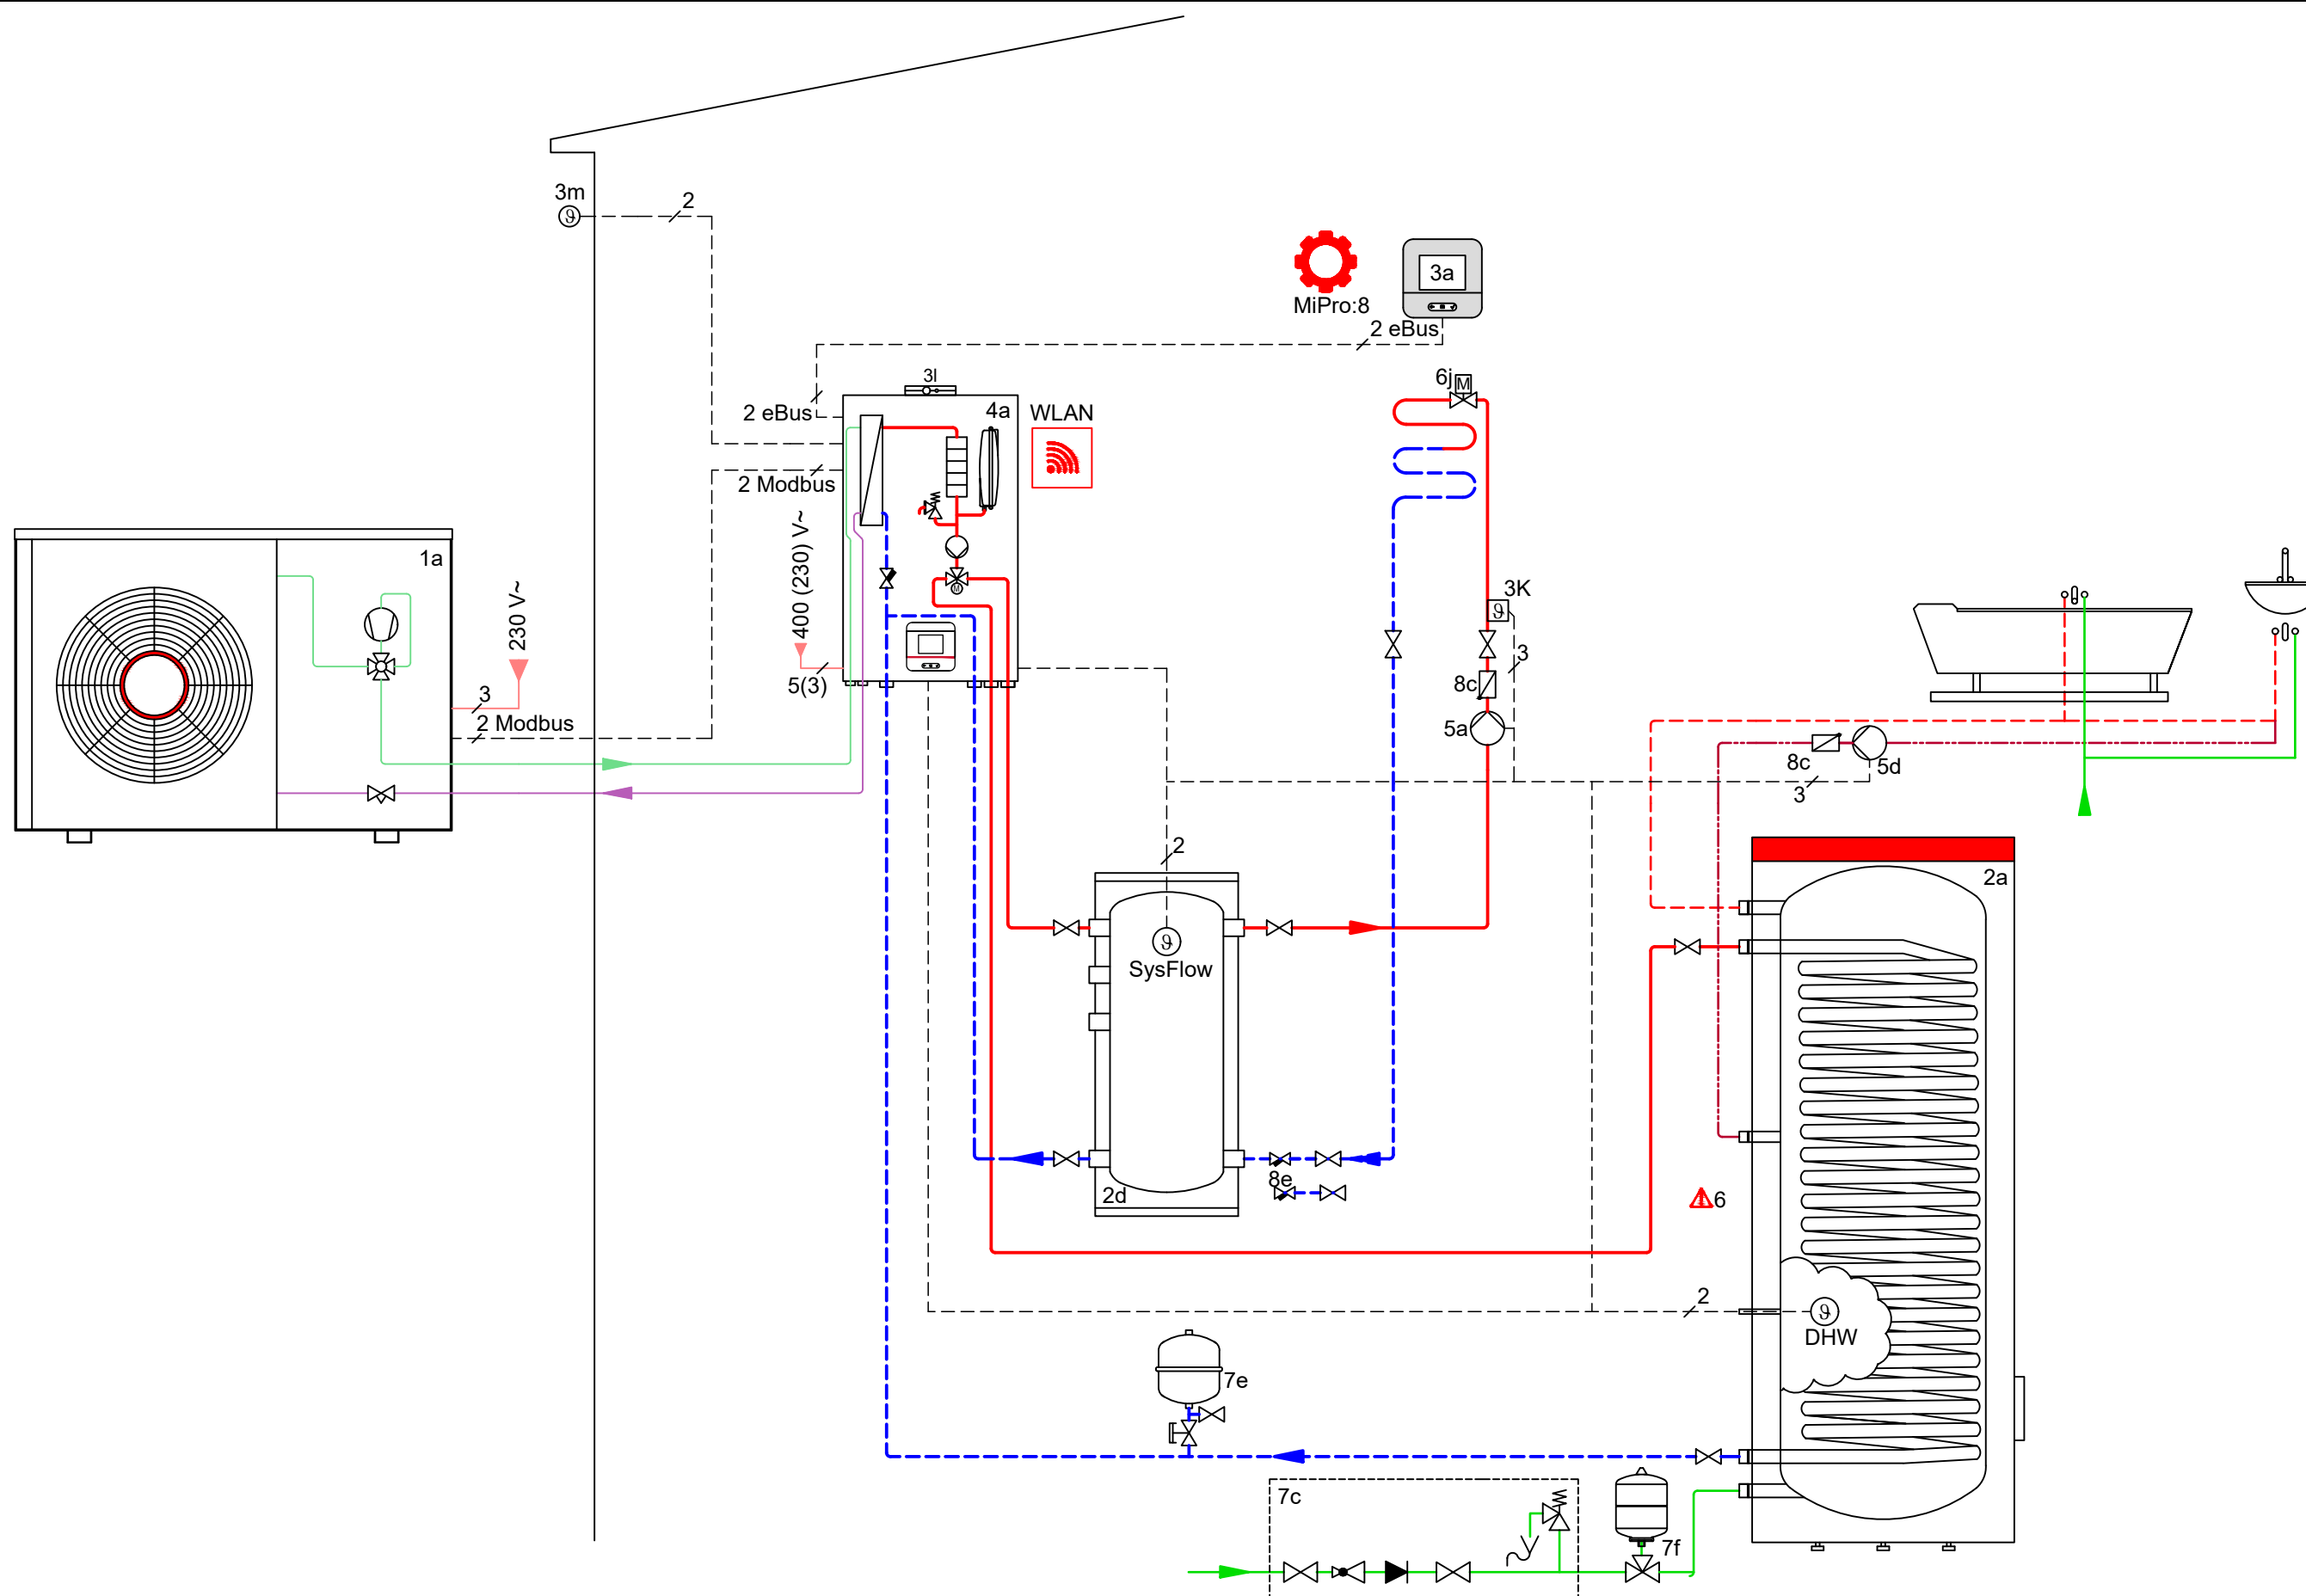 3m
2
3a
MiPro:8
2 eBus
3l
6j
M
2 eBus
4a
WLAN
2 Modbus
400 (230) V~
1a
230 V~
M
3K
3
8c
5(3)
3
2 Modbus
5a
8c
5d
3
2
2a
ϑ
SysFlow
8e
2d
6
2
ϑ
DHW
7e
7c
7f